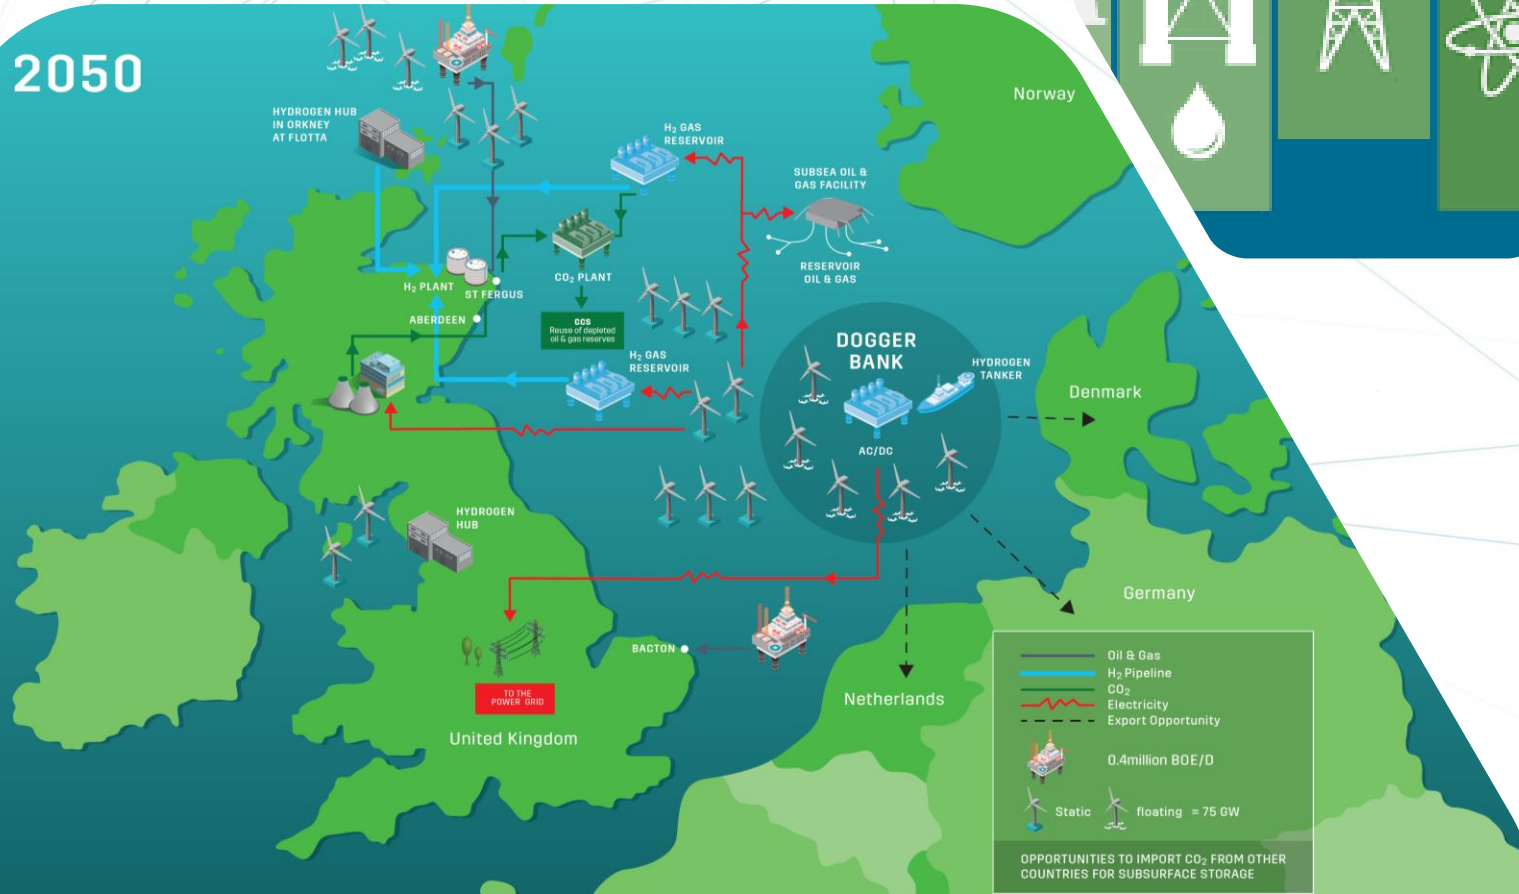 2050
HYDROGEN HUB
IN ORKNEY
AT FLOTTA
H₂ GAS
RESERVOIR
Norway
SUBSEA OIL &
GAS FACILITY
RESERVOIR
OIL & GAS
CO₂ PLANT
H₂ PLANT
ST FERGUS
ABERDEEN
CCS
Reuse of depleted
oil & gas reserves
H₂ GAS
RESERVOIR
DOGGER
BANK
HYDROGEN
TANKER
AC/DC
Denmark
HYDROGEN
HUB
Germany
BACTON
TO THE
POWER GRID
United Kingdom
Netherlands
Oil & Gas
H₂ Pipeline
CO₂
Electricity
Export Opportunity
0.4million BOE/D
Static floating = 75 GW
OPPORTUNITIES TO IMPORT CO₂ FROM OTHER
COUNTRIES FOR SUBSURFACE STORAGE